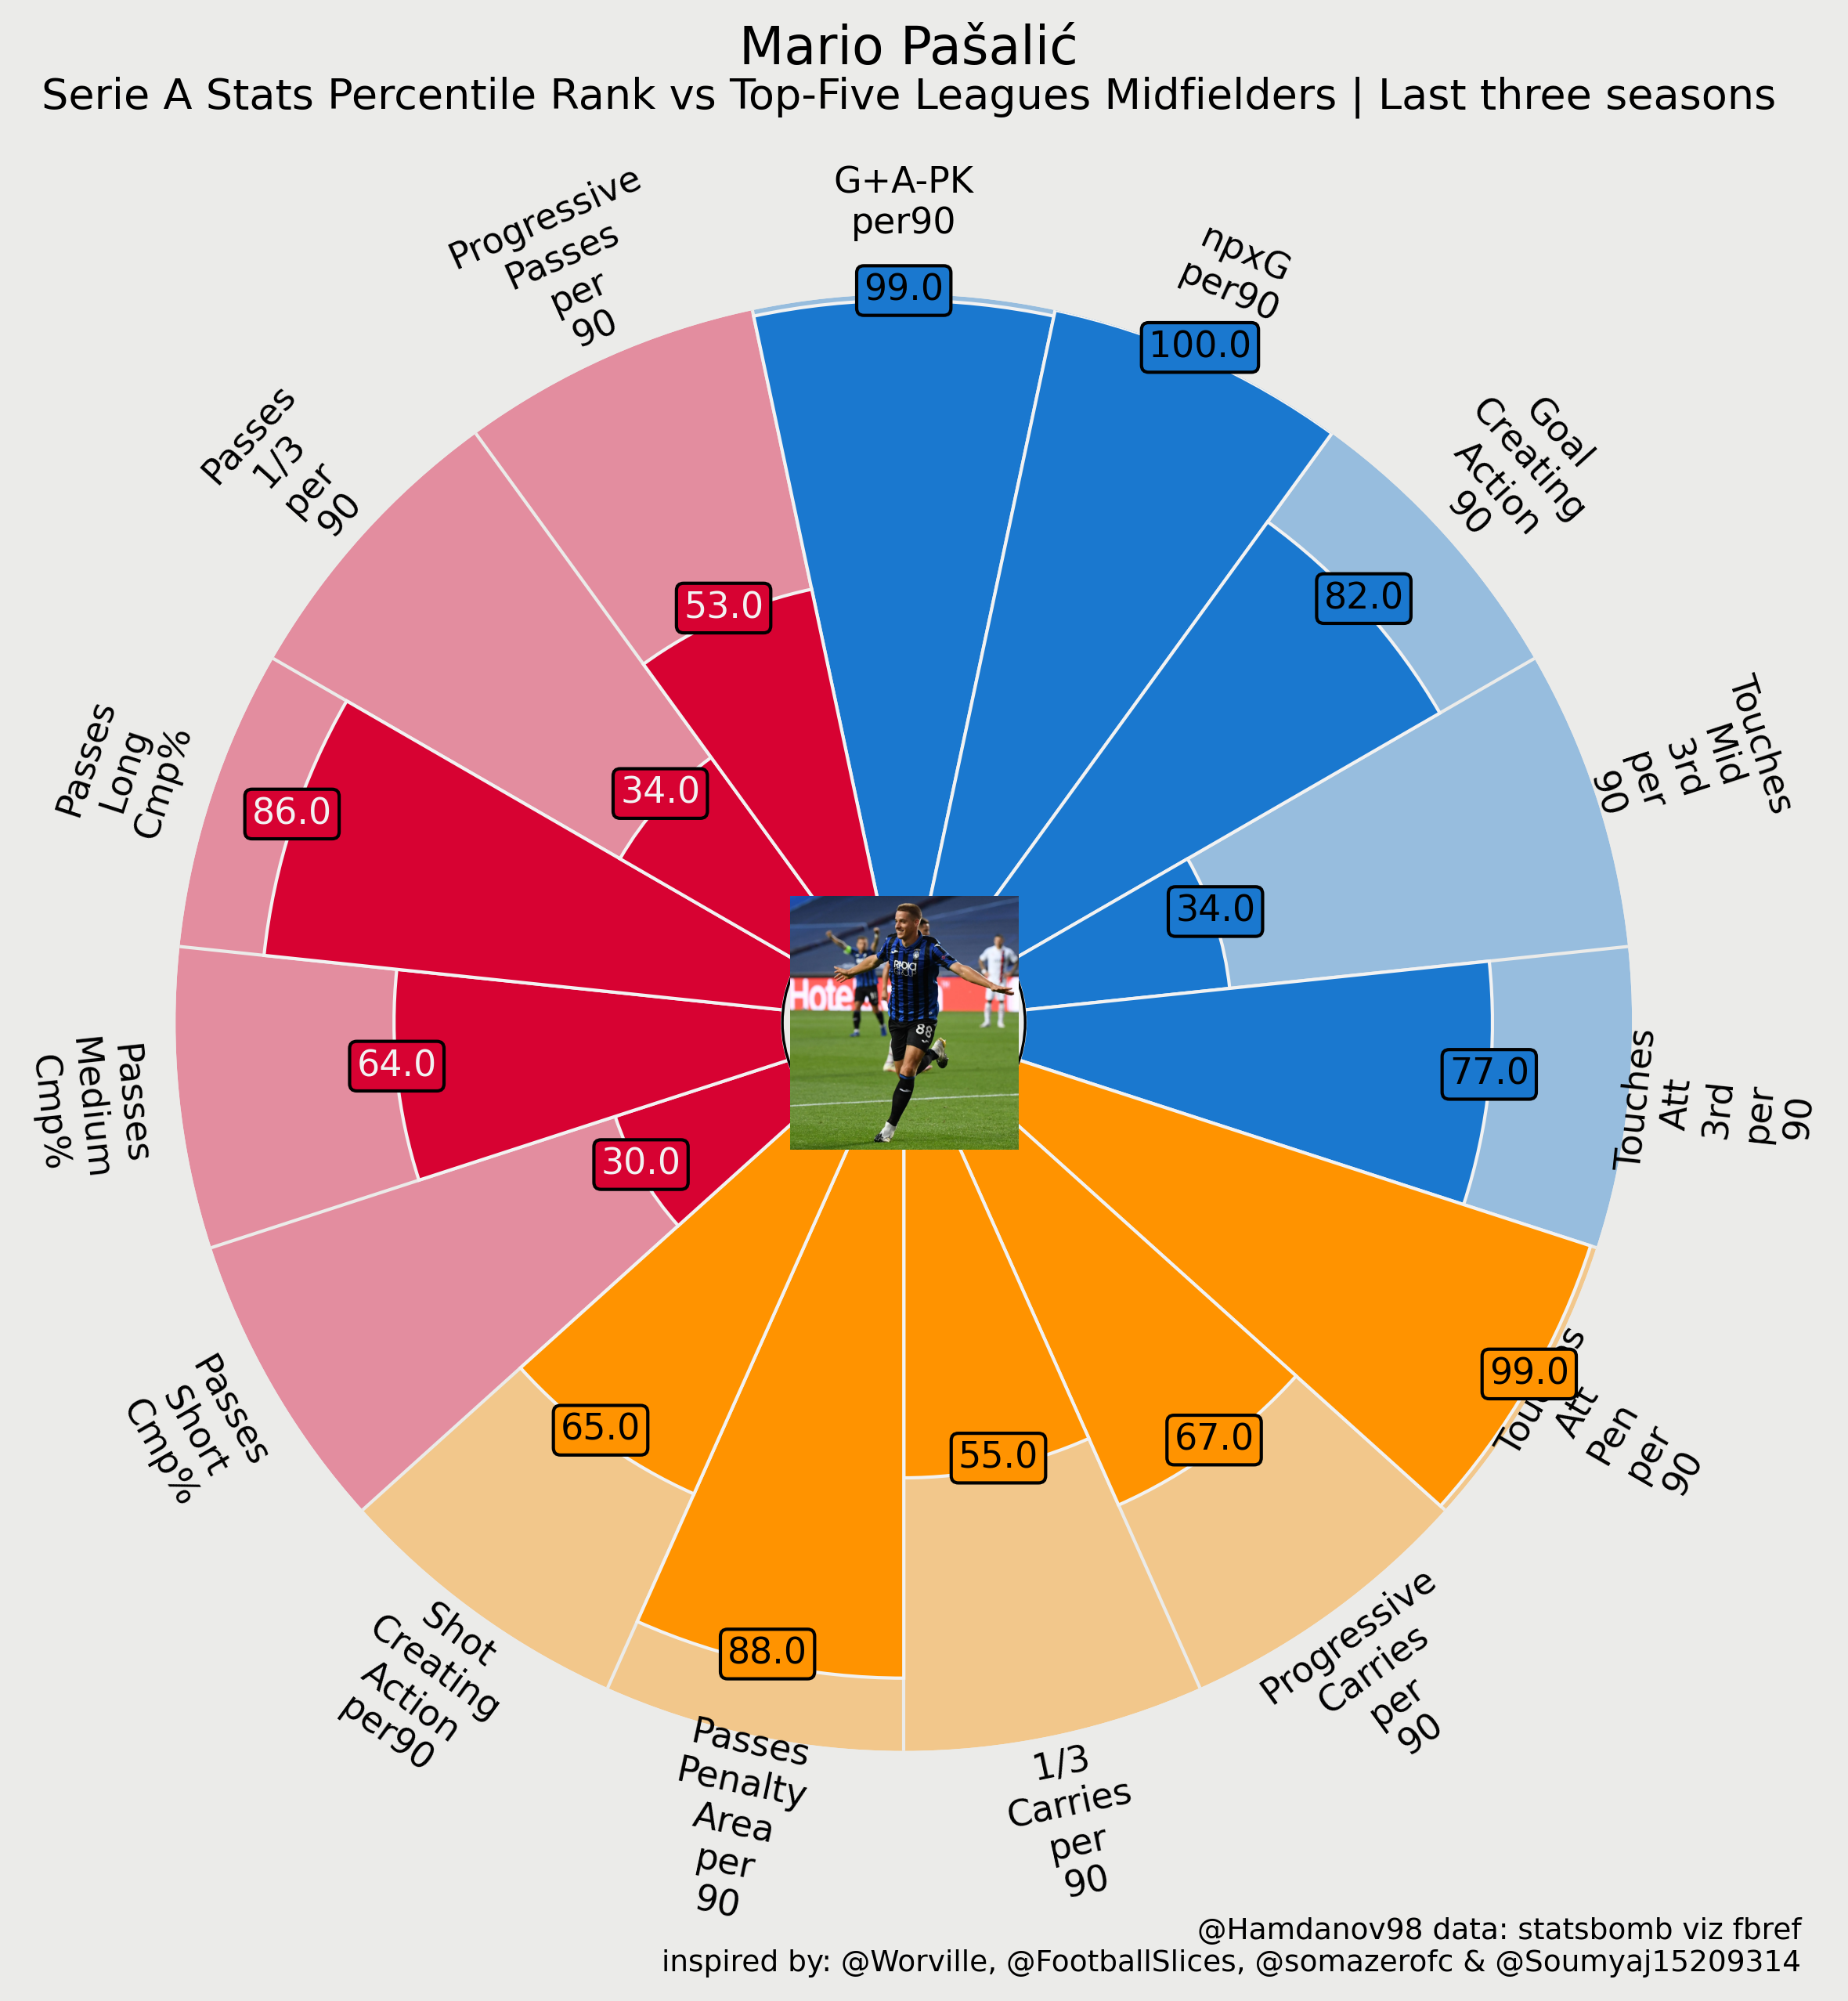 Mario Pašalić
Serie A Stats Percentile Rank vs Top-Five Leagues Midfielders | Last three seasons
G+A-PK
per90
99.0
npxG
per90
100.0
Goal
Creating
Action
90
82.0
Touches
Mid
3rd
per
90
34.0
Touches
Att
3rd
per
90
77.0
Att
Pen
per
90
99.0
Progressive
Carries
per
90
67.0
1/3
Carries
per
90
55.0
Passes
Penalty
Area
per
90
88.0
Shot
Creating
Action
per90
65.0
Passes
Short
Cmp%
30.0
Passes
Medium
Cmp%
64.0
Passes
Long
Cmp%
86.0
Passes
1/3
per
90
34.0
Progressive
Passes
per
90
53.0
88
@Hamdanov98 data: statsbomb viz fbref
inspired by: @Worville, @FootballSlices, @somazerofc & @Soumyaj15209314